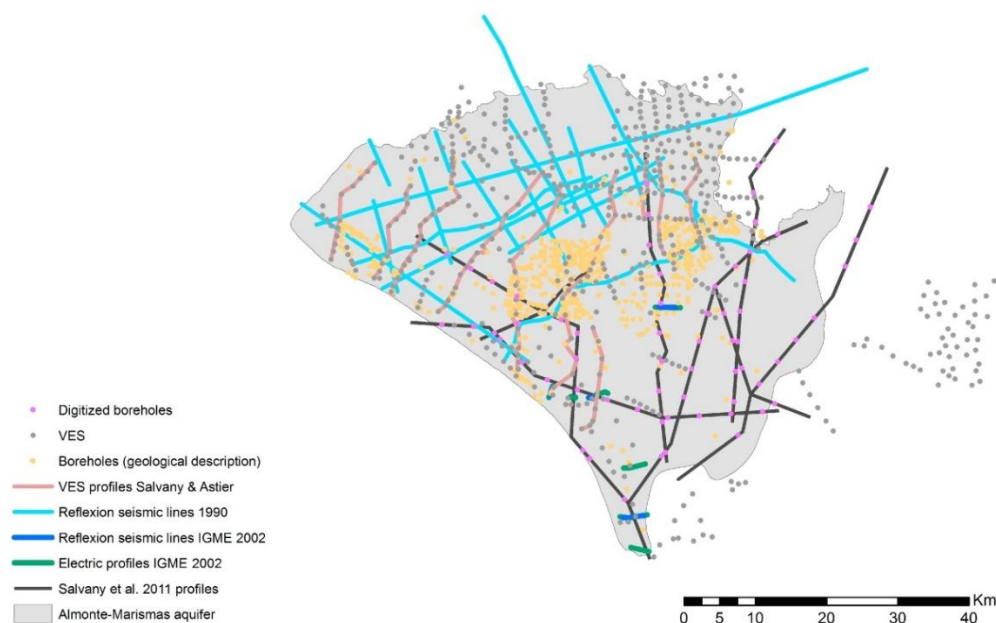 Digitized boreholes
VES
Boreholes (geological description)
VES profiles Salvany & Astier
Reflexion seismic lines 1990
Reflexion seismic lines IGME 2002
Electric profiles IGME 2002
Salvany et al. 2011 profiles
Almonte-Marismas aquifer
Km
0 5 10 20 30 40